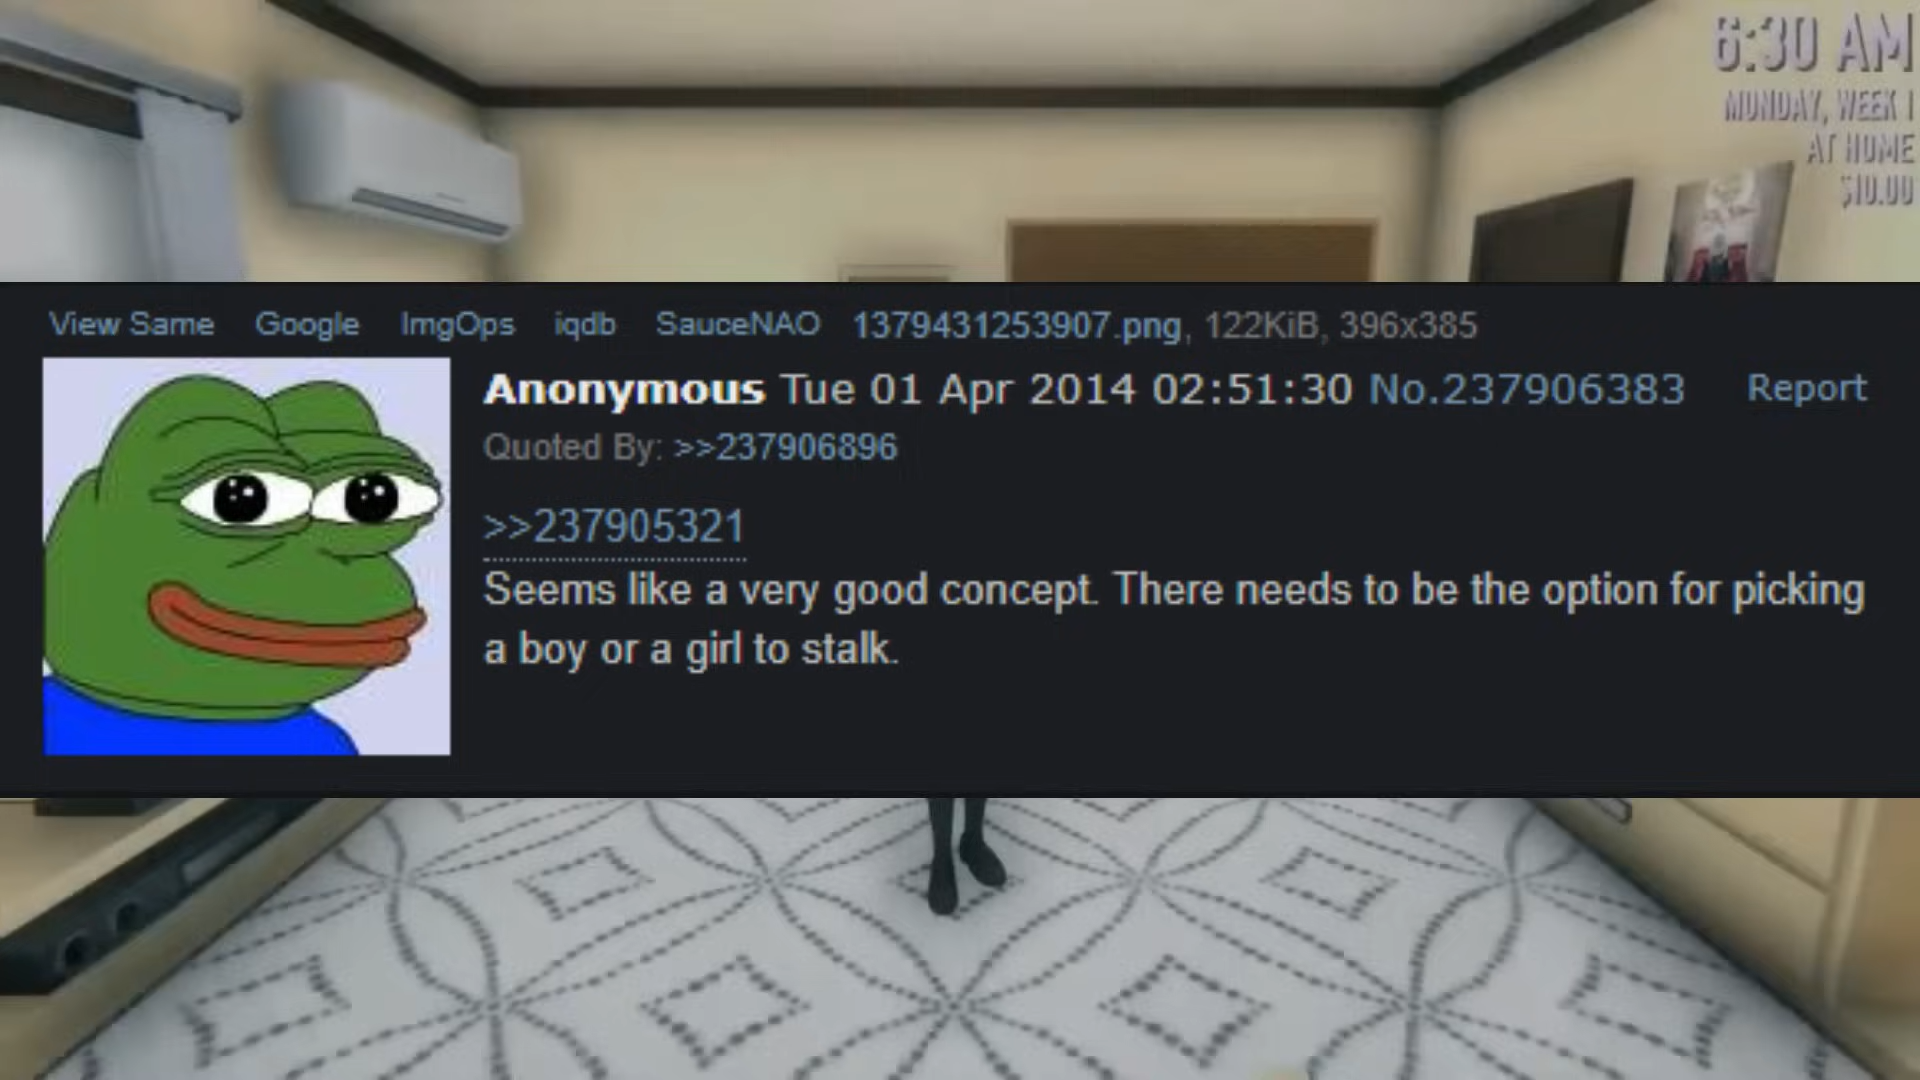 6:30 AM
MONDAY, WEEK 1
AT HOME
$10.00
View Same Google ImgOps iqdb SauceNAO 1379431253907.png, 122KiB, 396x385
Anonymous Tue 01 Apr 2014 02:51:30 No.237906383 Report
Quoted By: >>237906896
>>237905321
Seems like a very good concept. There needs to be the option for picking
a boy or a girl to stalk.